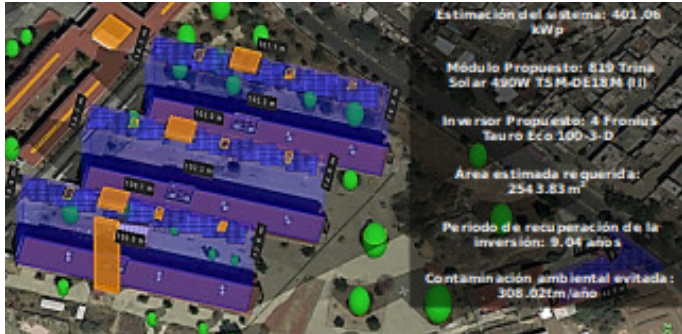 Estimación del sistema: 401.06
kWp
Módulo Propuesto: 819 Trina
Solar 490W TSM-DE18M (II)
Inversor Propuesto: 4 Fronius
Tauro Eco 100-3-D
Área estimada requerida:
2543.83m²
Periodo de recuperación de la
inversión: 9.04 años
Contaminación ambiental evitada:
308.02tm/año